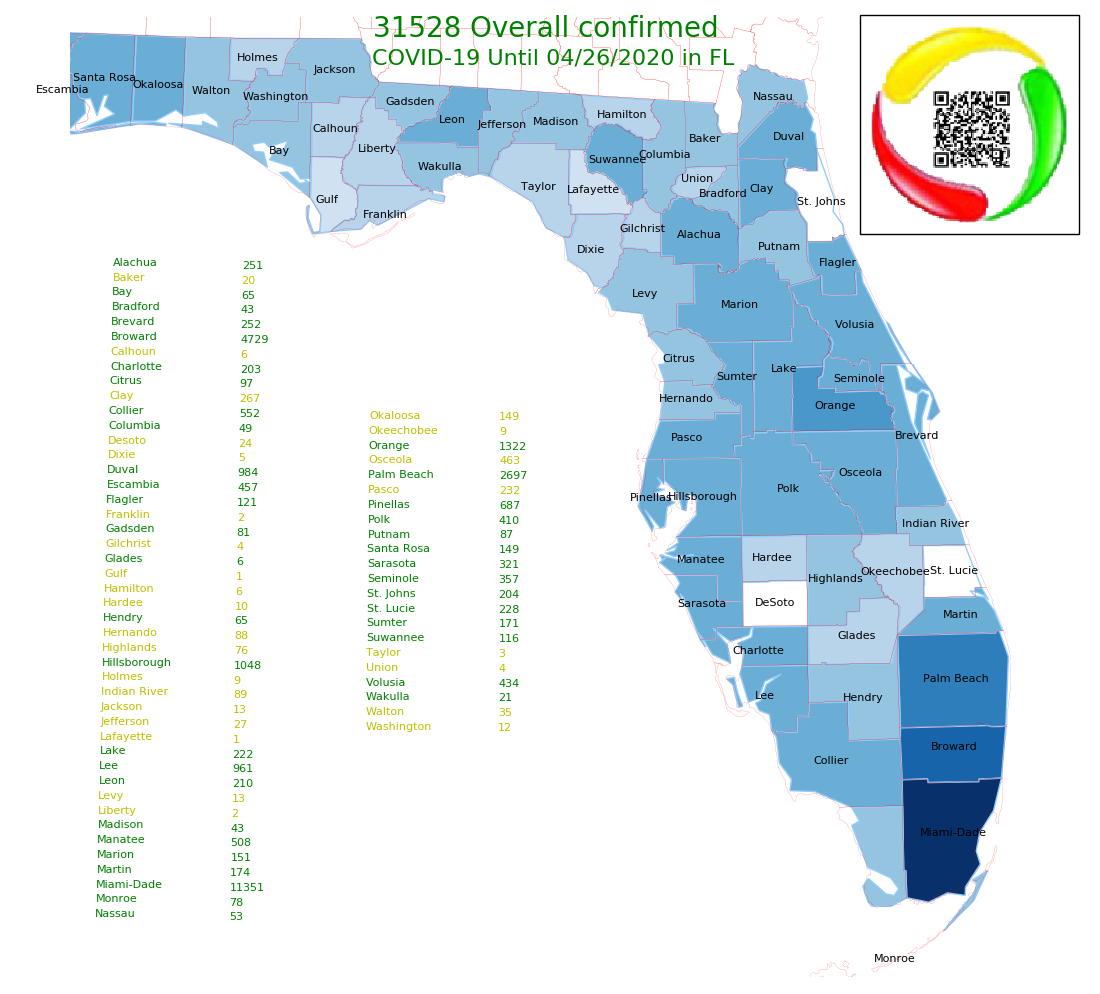 31528 Overall confirmed
COVID-19 Until 04/26/2020 in FL
Holmes
Jackson
Santa Rosa
Okaloosa
Escambia
Walton
Washington
Nassau
Gadsden
Leon
Jefferson
Madison
Hamilton
Calhoun
Duval
Baker
Bay
Liberty
Wakulla
Suwannee
Columbia
Union
Bradford
Clay
Taylor
Lafayette
St. Johns
Gulf
Franklin
Gilchrist
Alachua
Dixie
Putnam
Flagler
Levy
Marion
Volusia
Citrus
Sumter
Lake
Seminole
Hernando
Orange
Pasco
Brevard
Osceola
Pinellas
Hillsborough
Polk
Indian River
Manatee
Hardee
Highlands
Okeechobee
St. Lucie
Sarasota
DeSoto
Martin
Glades
Charlotte
Palm Beach
Lee
Hendry
Broward
Collier
Miami-Dade
Monroe
Alachua 251
Baker 20
Bay 65
Bradford 43
Brevard 252
Broward 4729
Calhoun 6
Charlotte 203
Citrus 97
Clay 267
Collier 552
Columbia 49
Desoto 24
Dixie 5
Duval 984
Escambia 457
Flagler 121
Franklin 2
Gadsden 81
Gilchrist 4
Glades 6
Gulf 1
Hamilton 6
Hardee 10
Hendry 65
Hernando 88
Highlands 76
Hillsborough 1048
Holmes 9
Indian River 89
Jackson 13
Jefferson 27
Lafayette 1
Lake 222
Lee 961
Leon 210
Levy 13
Liberty 2
Madison 43
Manatee 508
Marion 151
Martin 174
Miami-Dade 11351
Monroe 78
Nassau 53
Okaloosa 149
Okeechobee 9
Orange 1322
Osceola 463
Palm Beach 2697
Pasco 232
Pinellas 687
Polk 410
Putnam 87
Santa Rosa 149
Sarasota 321
Seminole 357
St. Johns 204
St. Lucie 228
Sumter 171
Suwannee 116
Taylor 3
Union 4
Volusia 434
Wakulla 21
Walton 35
Washington 12